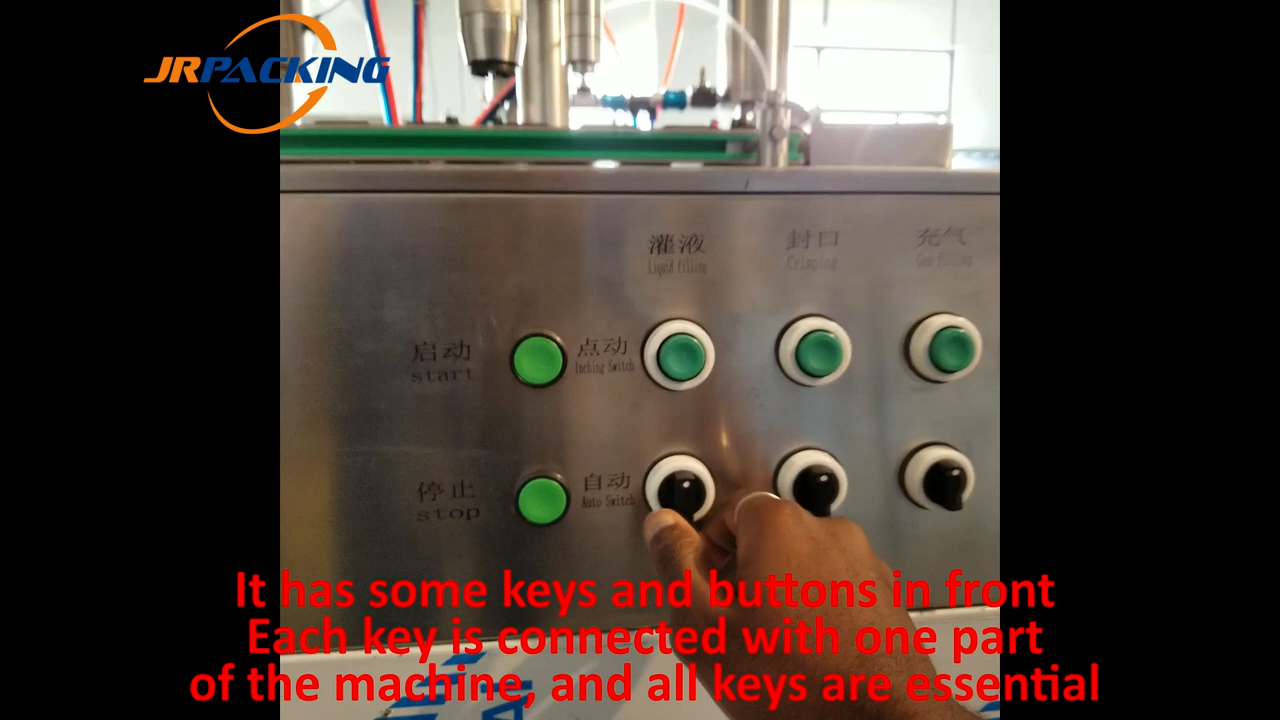 JRPACKING
灌液 封口 充气
Liquid filling Crimping Gas filling
启动 点动
start Inching Switch
停止 自动
stop Auto Switch
It has some keys and buttons in front
Each key is connected with one part
of the machine, and all keys are essential